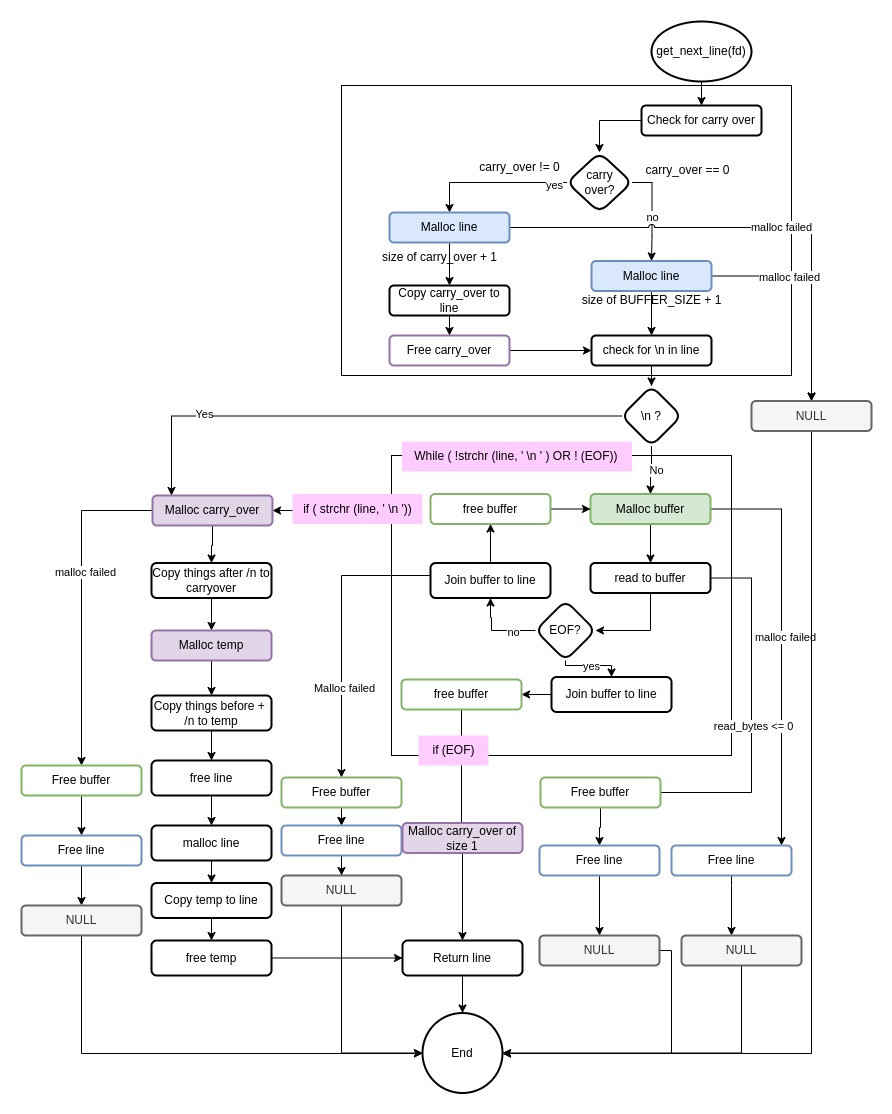 get_next_line(fd)
Check for carry over
carry_over != 0
carry
over?
carry_over == 0
yes
no
Malloc line
malloc failed
size of carry_over + 1
Malloc line
malloc failed
Copy carry_over to
line
size of BUFFER_SIZE + 1
Free carry_over
check for \n in line
\n ?
NULL
Yes
While ( !strchr (line, ' \n ' ) OR ! (EOF))
No
Malloc carry_over
if ( strchr (line, ' \n '))
free buffer
Malloc buffer
malloc failed
Copy things after /n to
carryover
Join buffer to line
read to buffer
EOF?
no
malloc failed
Malloc temp
yes
Malloc failed
free buffer
Join buffer to line
Copy things before +
/n to temp
read_bytes <= 0
if (EOF)
Free buffer
free line
Free buffer
Free buffer
Free line
malloc line
Free line
Malloc carry_over of
size 1
Free line
Free line
NULL
Copy temp to line
NULL
free temp
Return line
NULL
NULL
End